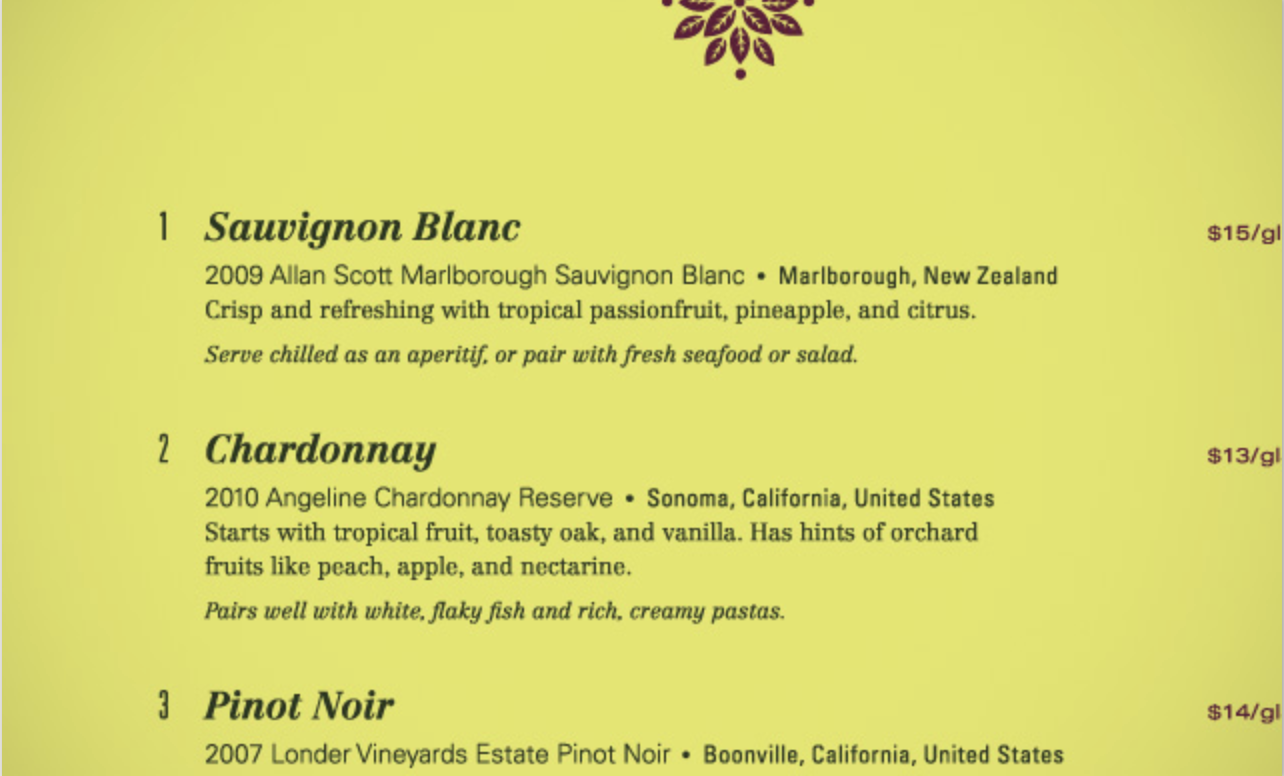 1 Sauvignon Blanc $15/gl
2009 Allan Scott Marlborough Sauvignon Blanc • Marlborough, New Zealand
Crisp and refreshing with tropical passionfruit, pineapple, and citrus.
Serve chilled as an aperitif, or pair with fresh seafood or salad.
2 Chardonnay $13/gl
2010 Angeline Chardonnay Reserve • Sonoma, California, United States
Starts with tropical fruit, toasty oak, and vanilla. Has hints of orchard
fruits like peach, apple, and nectarine.
Pairs well with white, flaky fish and rich, creamy pastas.
3 Pinot Noir $14/gl
2007 Londer Vineyards Estate Pinot Noir • Boonville, California, United States